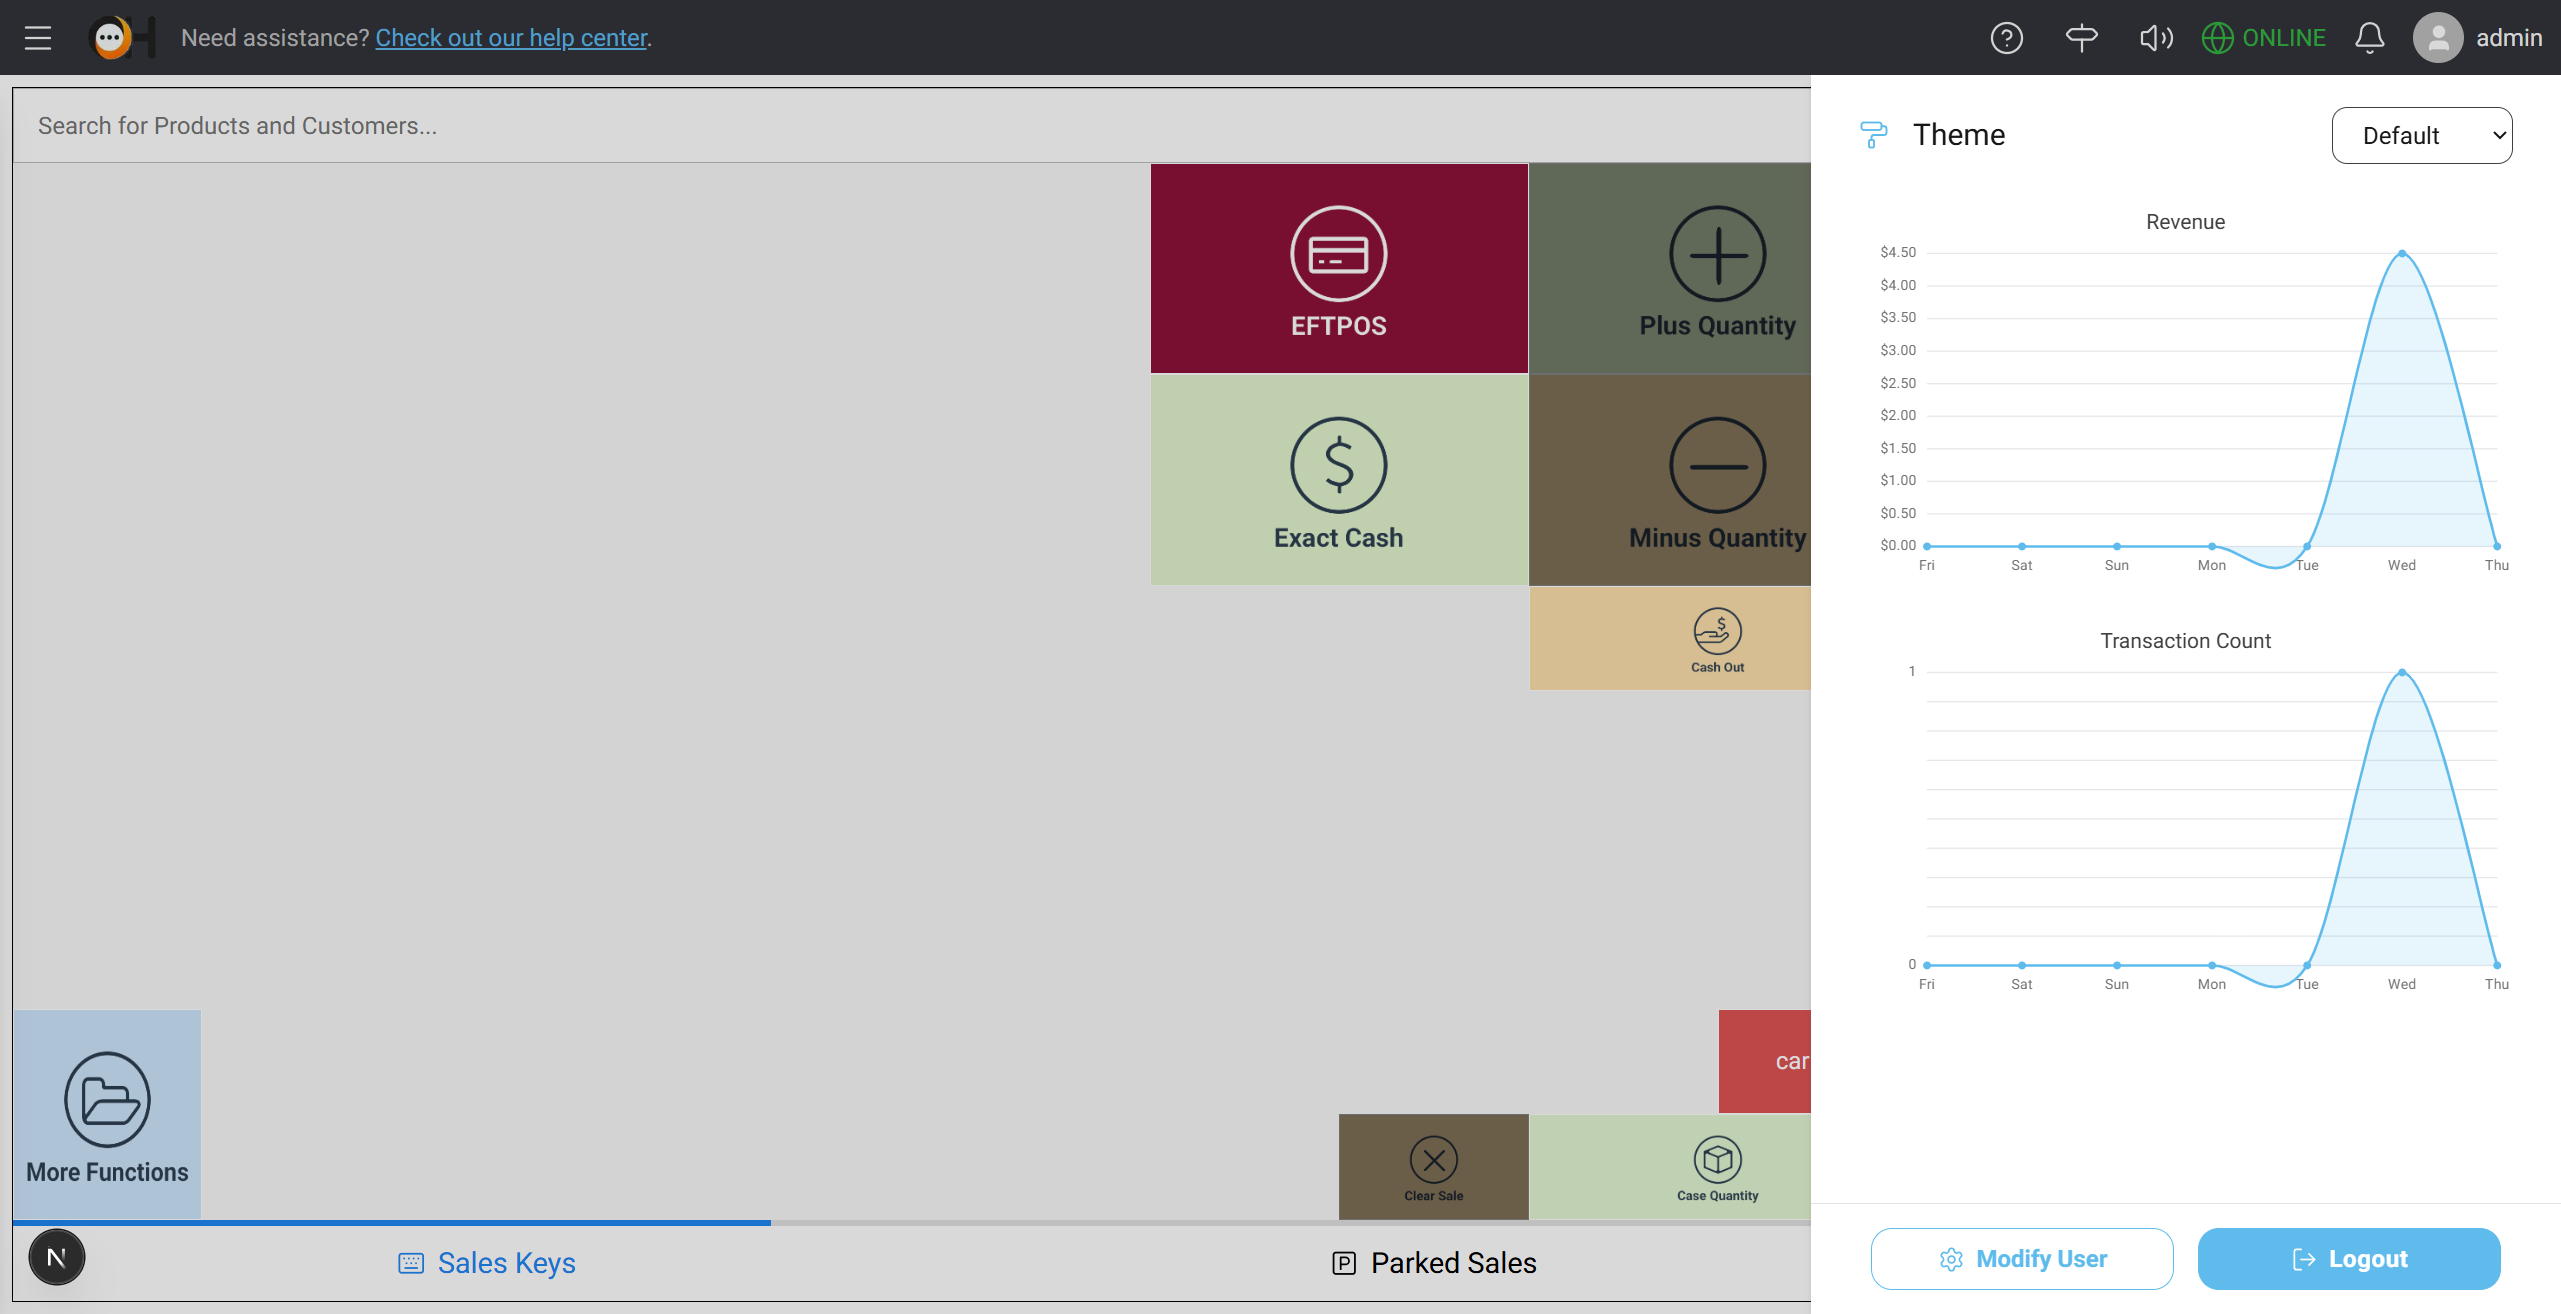 Need assistance? Check out our help center.
ONLINE
admin
Search for Products and Customers...
EFTPOS
Plus Quantity
Exact Cash
Minus Quantity
Cash Out
car
More Functions
Clear Sale
Case Quantity
N
Sales Keys
Parked Sales
Theme
Default
Revenue
$4.50
$4.00
$3.50
$3.00
$2.50
$2.00
$1.50
$1.00
$0.50
$0.00
Fri Sat Sun Mon Tue Wed Thu
Transaction Count
1
0
Fri Sat Sun Mon Tue Wed Thu
Modify User
Logout